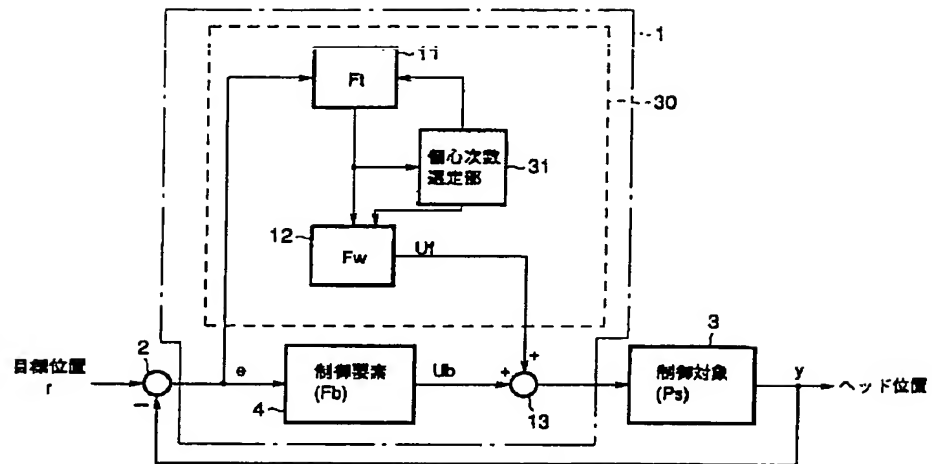 11
1
Ft
30
偏心次数
選定部
31
12
Fw
Uf
3
目標位置
r
2
e
制御要素
(Fb)
4
Ub
+
+
13
制御対象
(Ps)
y
ヘッド位置
−